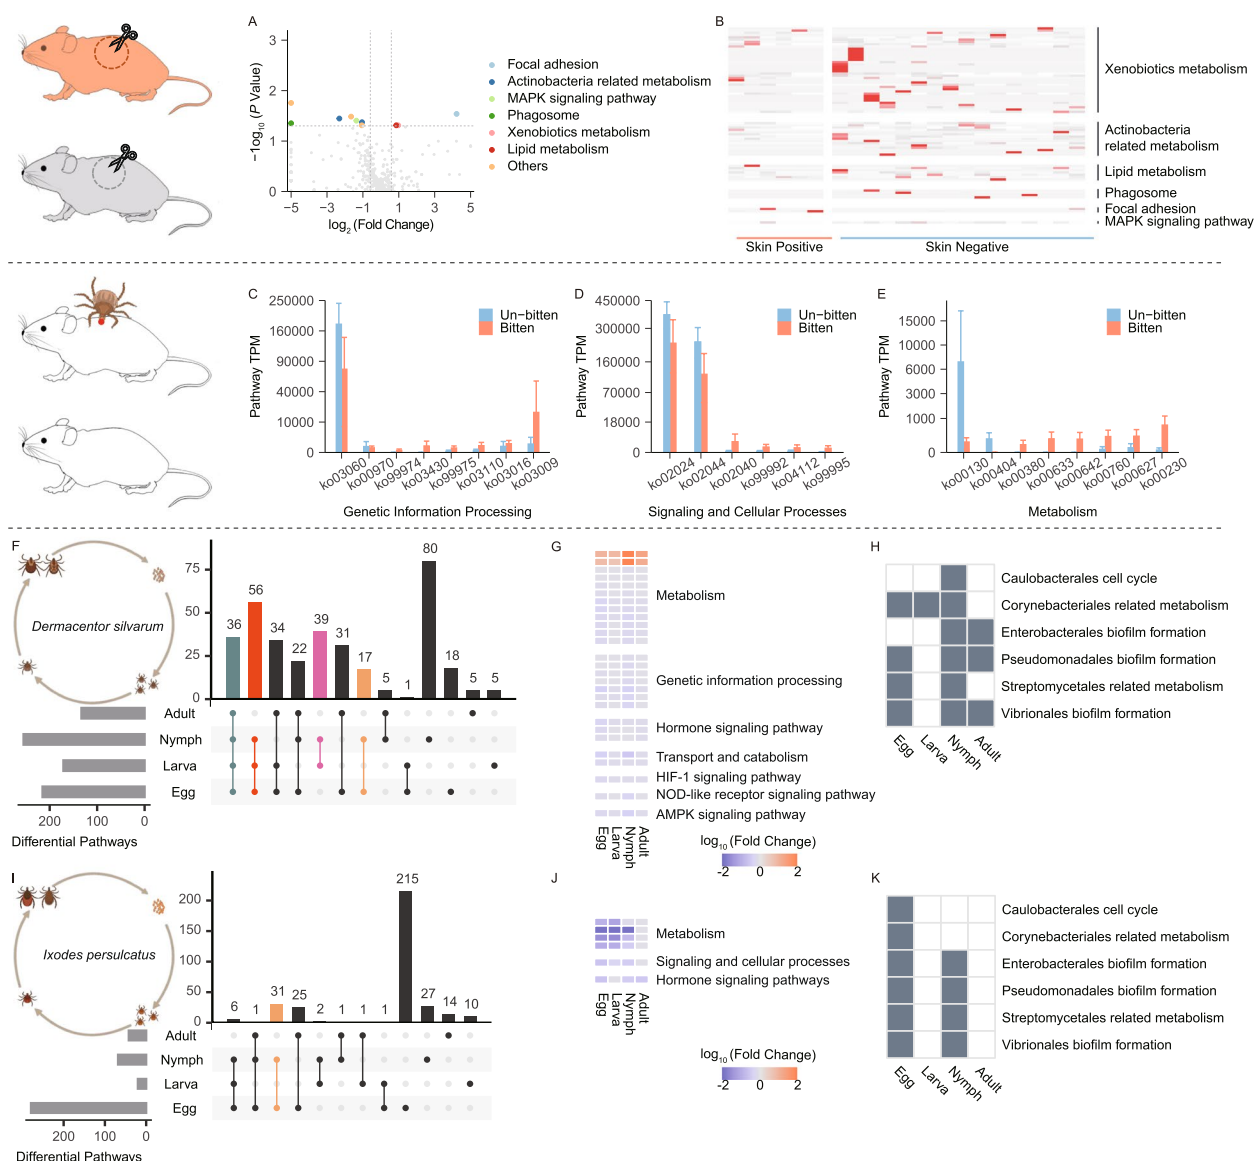 A
3
2
1
0
−log10 (P Value)
−5
−3
−1
1
3
5
log2 (Fold Change)
Focal adhesion
Actinobacteria related metabolism
MAPK signaling pathway
Phagosome
Xenobiotics metabolism
Lipid metabolism
Others
B
Xenobiotics metabolism
Actinobacteria
related metabolism
Lipid metabolism
Phagosome
Focal adhesion
MAPK signaling pathway
Skin Positive
Skin Negative
C
250000
160000
90000
40000
10000
0
Pathway TPM
Un−bitten
Bitten
ko03060
ko00970
ko99974
ko03430
ko99975
ko03110
ko03016
ko03009
Genetic Information Processing
D
450000
300000
160000
70000
18000
0
Pathway TPM
Un−bitten
Bitten
ko02024
ko02044
ko02040
ko99992
ko04112
ko99995
Signaling and Cellular Processes
E
15000
10000
6000
3000
1000
0
Pathway TPM
Un−bitten
Bitten
ko00130
ko00404
ko00380
ko00633
ko00642
ko00760
ko00627
ko00230
Metabolism
F
Dermacentor silvarum
75
50
25
0
36
56
34
22
39
31
17
5
1
80
18
5
5
Adult
Nymph
Larva
Egg
200
100
0
Differential Pathways
G
Metabolism
Genetic information processing
Hormone signaling pathway
Transport and catabolism
HIF-1 signaling pathway
NOD-like receptor signaling pathway
AMPK signaling pathway
Egg
Larva
Nymph
Adult
log10 (Fold Change)
-2
0
2
H
Caulobacterales cell cycle
Corynebacteriales related metabolism
Enterobacterales biofilm formation
Pseudomonadales biofilm formation
Streptomycetales related metabolism
Vibrionales biofilm formation
Egg
Larva
Nymph
Adult
I
Ixodes persulcatus
200
150
100
50
0
6
1
31
25
2
1
1
1
215
27
14
10
Adult
Nymph
Larva
Egg
200
100
0
Differential Pathways
J
Metabolism
Signaling and cellular processes
Hormone signaling pathways
Egg
Larva
Nymph
Adult
log10 (Fold Change)
-2
0
2
K
Caulobacterales cell cycle
Corynebacteriales related metabolism
Enterobacterales biofilm formation
Pseudomonadales biofilm formation
Streptomycetales related metabolism
Vibrionales biofilm formation
Egg
Larva
Nymph
Adult